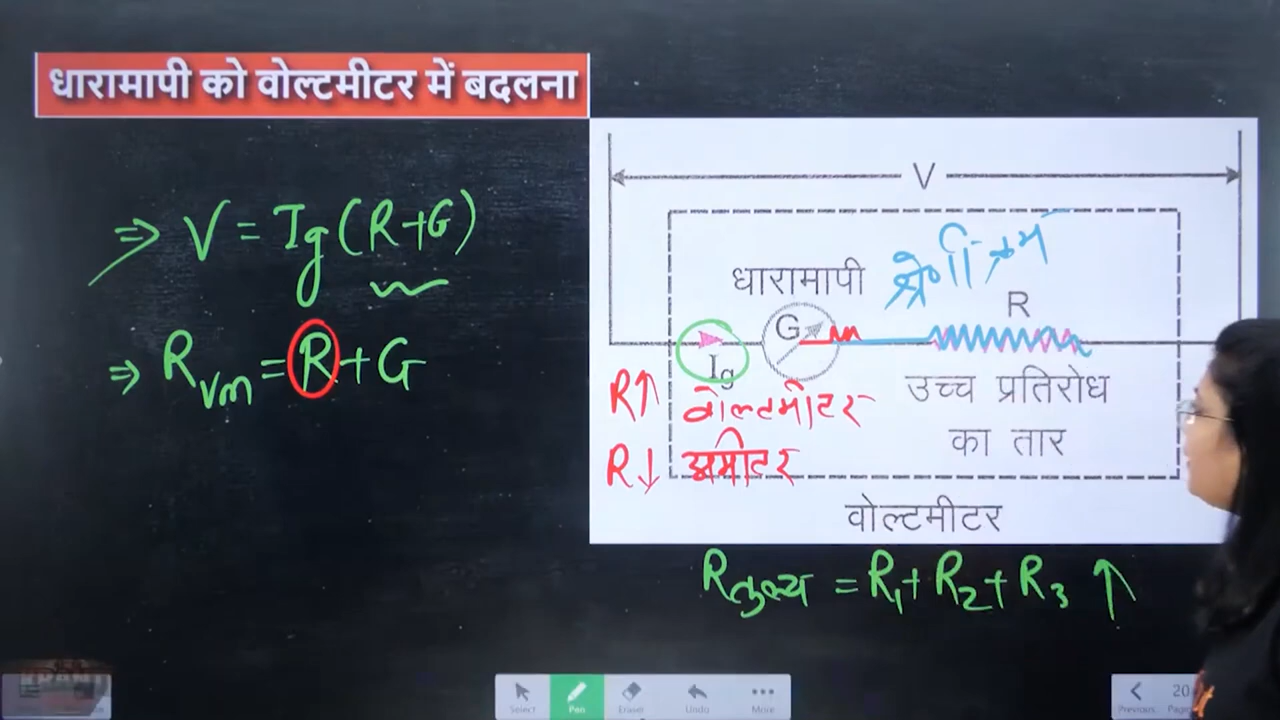 धारामापी को वोल्टमीटर में बदलना
⇒ V = Ig (R+G)
⇒ Rvm = R + G
V
धारामापी
श्रेणीक्रम
G
R
Ig
R↑ वोल्टमीटर
R↓ अमीटर
उच्च प्रतिरोध
का तार
वोल्टमीटर
Rतुल्य = R1 + R2 + R3 ↑
Select
Pen
Eraser
Undo
More
Previous
20